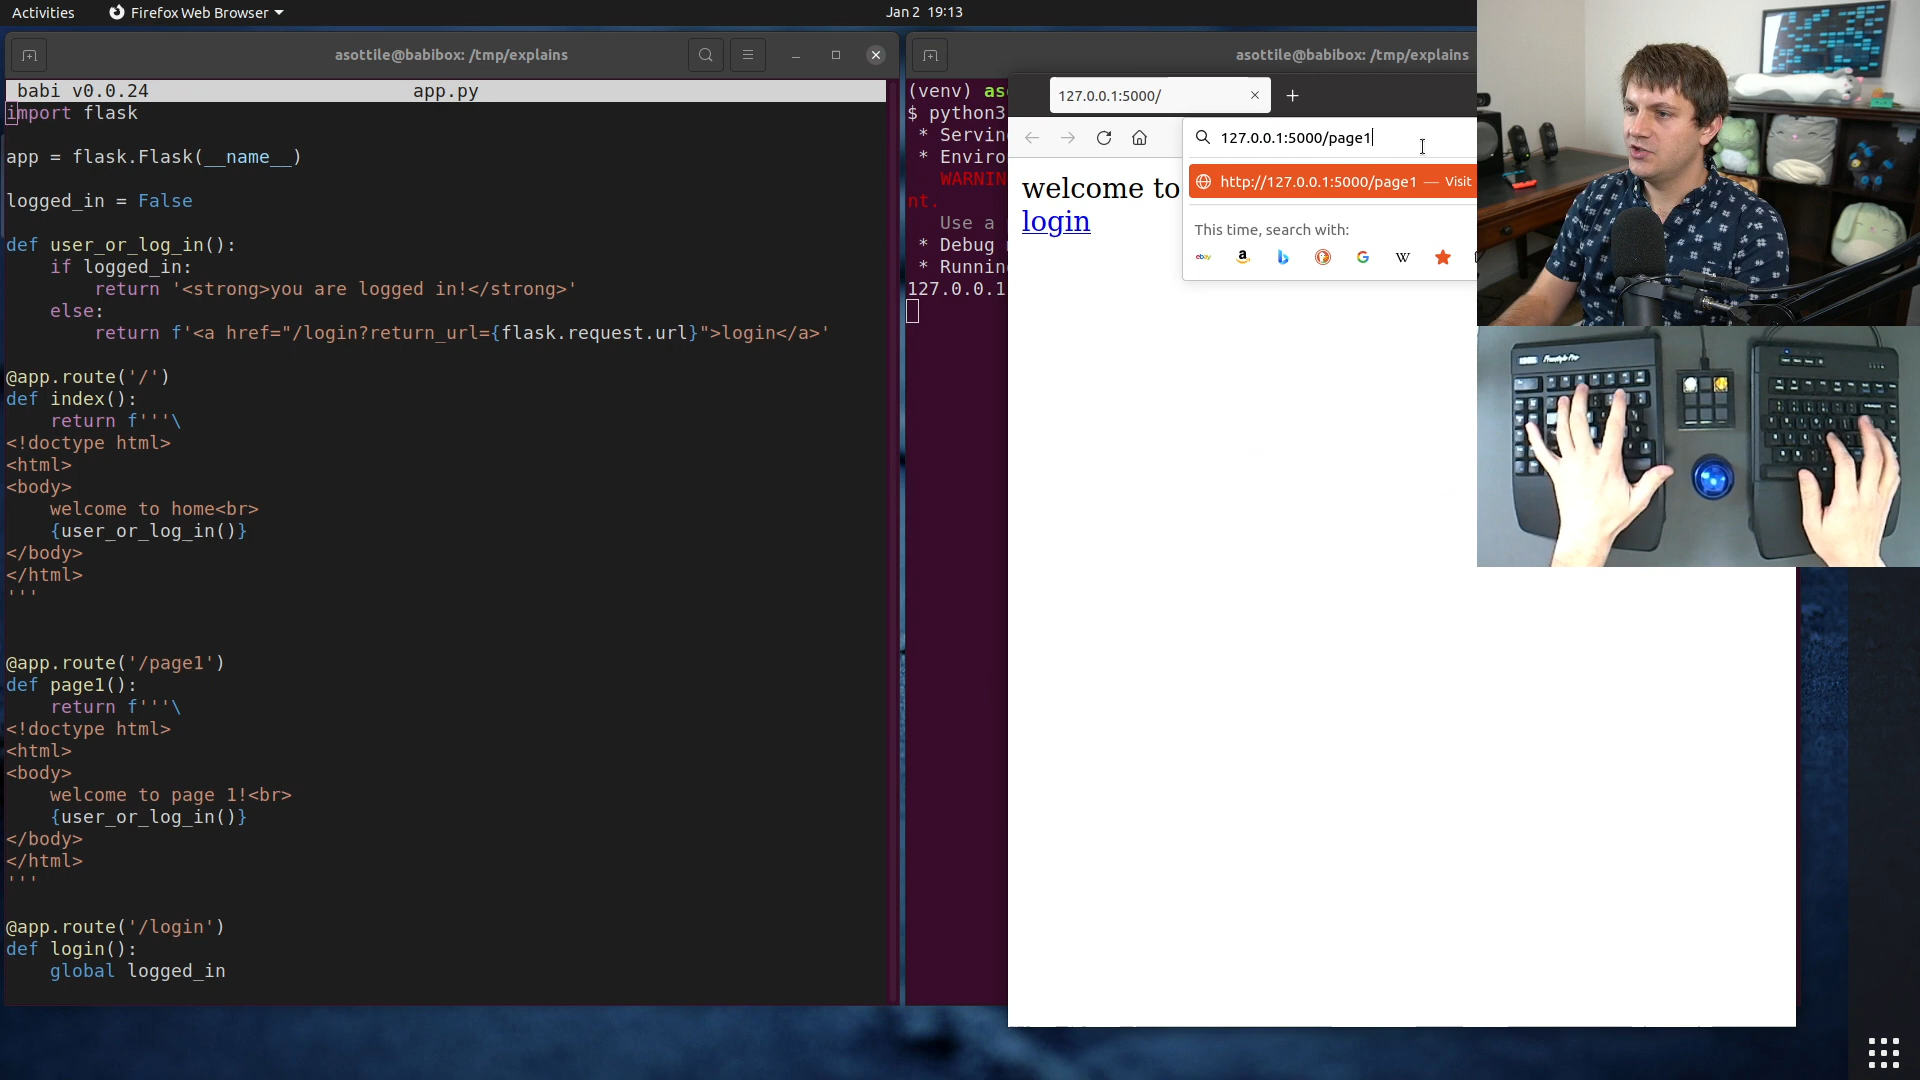 Activities
Firefox Web Browser
Jan 2 19:13
asottile@babibox: /tmp/explains
babi v0.0.24 app.py
import flask
app = flask.Flask(__name__)
logged_in = False
def user_or_log_in():
    if logged_in:
        return '<strong>you are logged in!</strong>'
    else:
        return f'<a href="/login?return_url={flask.request.url}">login</a>'
@app.route('/')
def index():
    return f'''\
<!doctype html>
<html>
<body>
    welcome to home<br>
    {user_or_log_in()}
</body>
</html>
'''
@app.route('/page1')
def page1():
    return f'''\
<!doctype html>
<html>
<body>
    welcome to page 1!<br>
    {user_or_log_in()}
</body>
</html>
'''
@app.route('/login')
def login():
    global logged_in
asottile@babibox: /tmp/explains
(venv) as
$ python3
* Servin
* Enviro
WARNIN
nt.
Use a
* Debug
* Runnin
127.0.0.1
127.0.0.1:5000/
127.0.0.1:5000/page1
http://127.0.0.1:5000/page1 — Visit
This time, search with:
ebay
a
G
W
welcome to
login